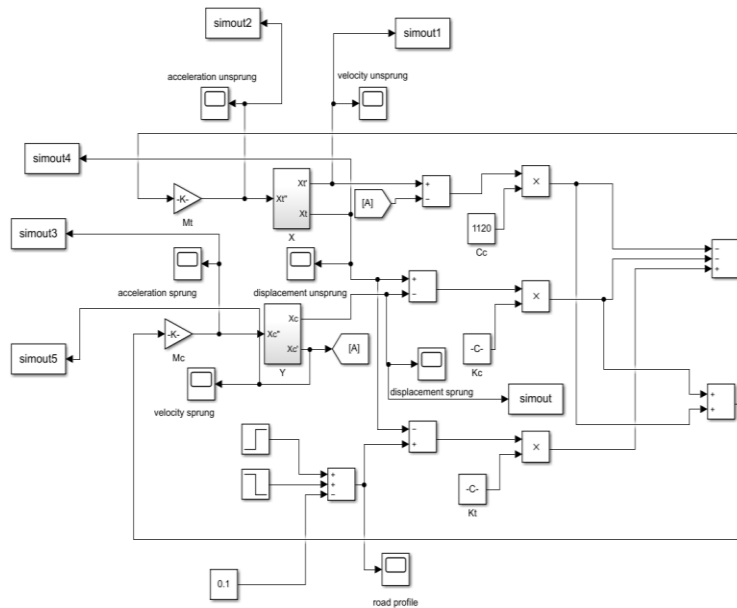 simout2
simout1
acceleration unsprung
velocity unsprung
simout4
-K-
Mt
Xt"
Xt'
Xt
X
[A]
+
−
×
1120
Cc
simout3
acceleration sprung
displacement unsprung
+
−
×
−
−
+
simout5
-K-
Mc
Xc"
Xc
Xc'
Y
[A]
-C-
Kc
velocity sprung
displacement sprung
simout
+
+
−
+
×
+
+
−
-C-
Kt
0.1
road profile